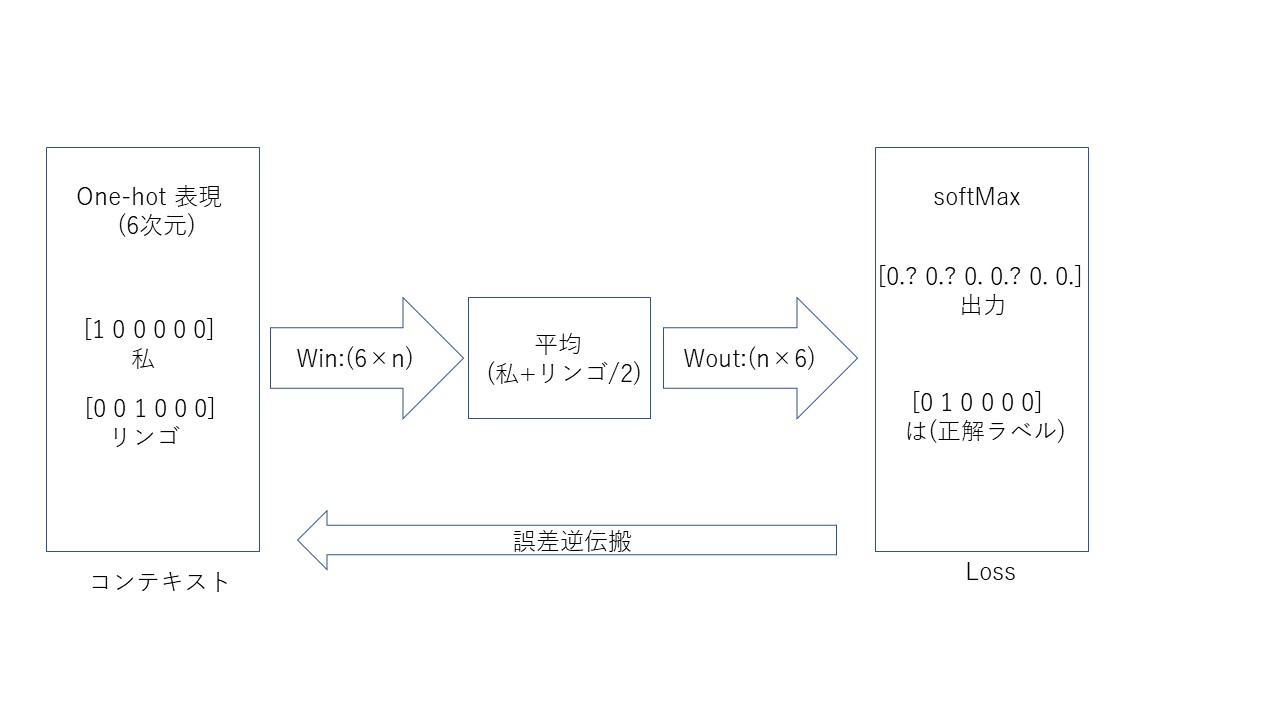 One-hot 表現
(6次元)
[1 0 0 0 0 0]
私
[0 0 1 0 0 0]
リンゴ
コンテキスト
Win:(6×n)
平均
(私+リンゴ/2)
Wout:(n×6)
softMax
[0.? 0.? 0. 0.? 0. 0.]
出力
[0 1 0 0 0 0]
は(正解ラベル)
Loss
誤差逆伝搬